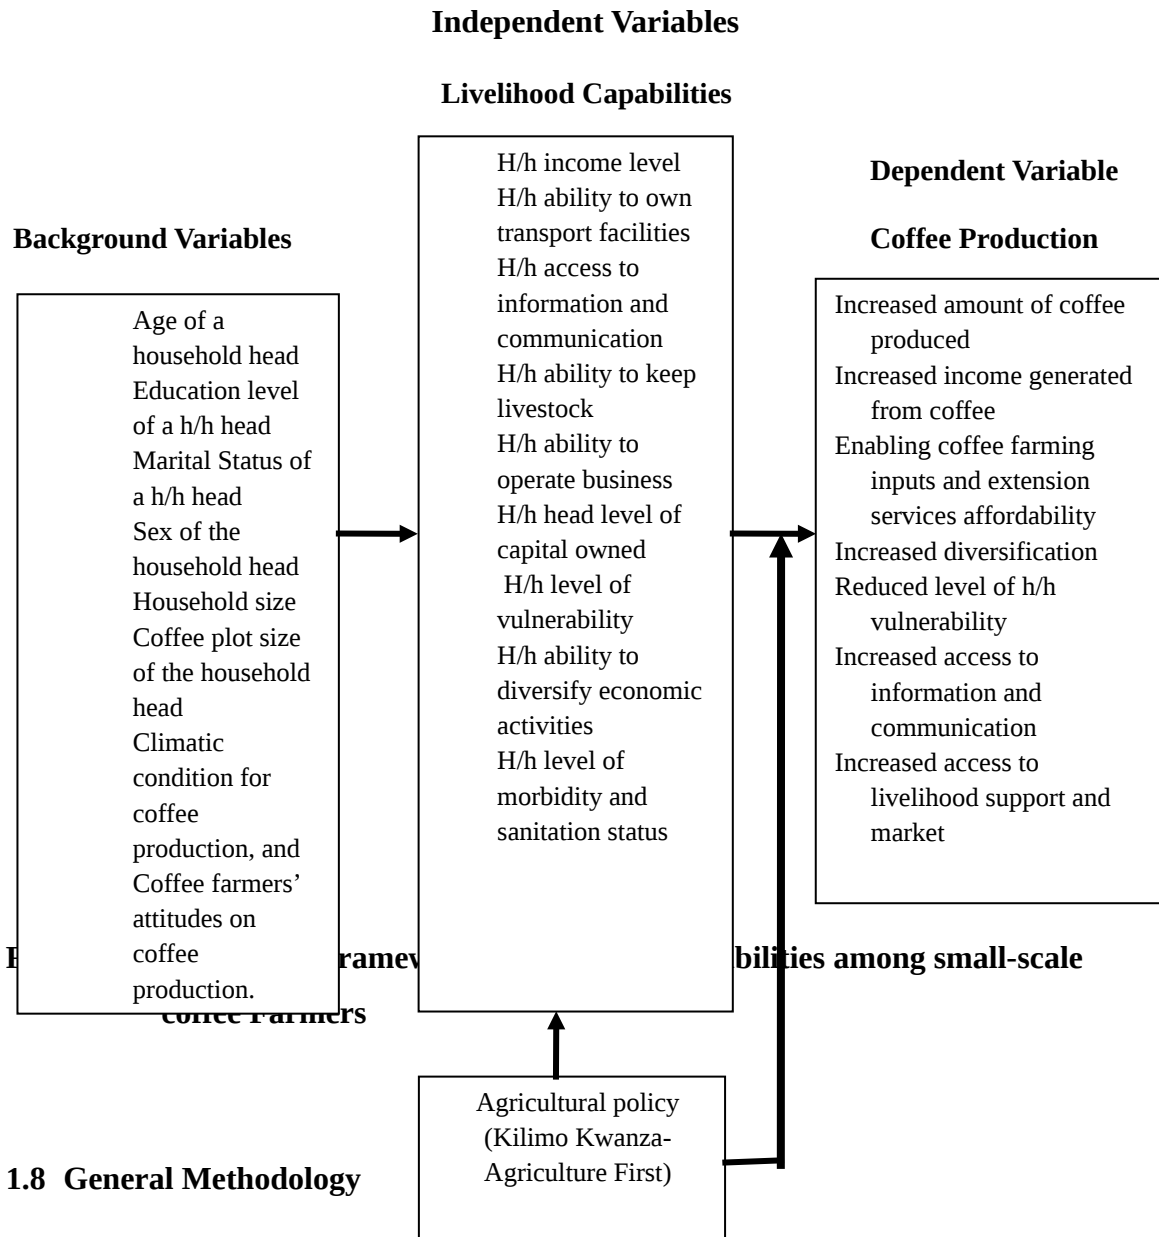 Independent Variables
Livelihood Capabilities
Background Variables
Age of a
household head
Education level
of a h/h head
Marital Status of
a h/h head
Sex of the
household head
Household size
Coffee plot size
of the household
head
Climatic
condition for
coffee
production, and
Coffee farmers’
attitudes on
coffee
production.
H/h income level
H/h ability to own
transport facilities
H/h access to
information and
communication
H/h ability to keep
livestock
H/h ability to
operate business
H/h head level of
capital owned
H/h level of
vulnerability
H/h ability to
diversify economic
activities
H/h level of
morbidity and
sanitation status
Dependent Variable
Coffee Production
Increased amount of coffee
produced
Increased income generated
from coffee
Enabling coffee farming
inputs and extension
services affordability
Increased diversification
Reduced level of h/h
vulnerability
Increased access to
information and
communication
Increased access to
livelihood support and
market
among small-scale
coffee Farmers
Agricultural policy
(Kilimo Kwanza-
Agriculture First)
1.8 General Methodology